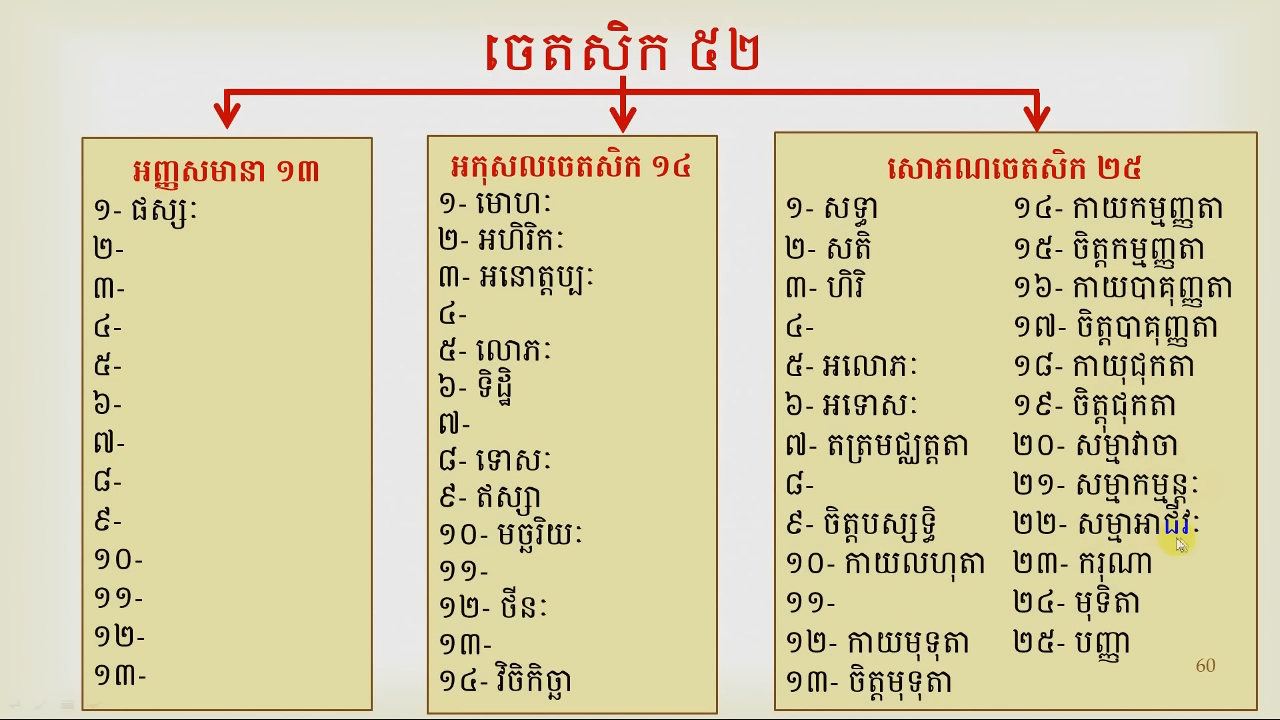 ចេតសិក ៥២
អញ្ញសមានា ១៣
១- ផស្សៈ
២-
៣-
៤-
៥-
៦-
៧-
៨-
៩-
១០-
១១-
១២-
១៣-
អកុសលចេតសិក ១៤
១- មោហៈ
២- អហិរិកៈ
៣- អនោត្តប្បៈ
៤-
៥- លោភៈ
៦- ទិដ្ឋិ
៧-
៨- ទោសៈ
៩- ឥស្សា
១០- មច្ឆរិយៈ
១១-
១២- ថីនៈ
១៣-
១៤- វិចិកិច្ឆា
សោភណចេតសិក ២៥
១- សទ្ធា
២- សតិ
៣- ហិរិ
៤-
៥- អលោភៈ
៦- អទោសៈ
៧- តត្រមជ្ឈត្តតា
៨-
៩- ចិត្តបស្សទ្ធិ
១០- កាយលហុតា
១១-
១២- កាយមុទុតា
១៣- ចិត្តមុទុតា
១៤- កាយកម្មញ្ញតា
១៥- ចិត្តកម្មញ្ញតា
១៦- កាយបាគុញ្ញតា
១៧- ចិត្តបាគុញ្ញតា
១៨- កាយុជុកតា
១៩- ចិត្តុជុកតា
២០- សម្មាវាចា
២១- សម្មាកម្មន្តៈ
២២- សម្មាអាជីវៈ
២៣- ករុណា
២៤- មុទិតា
២៥- បញ្ញា
60